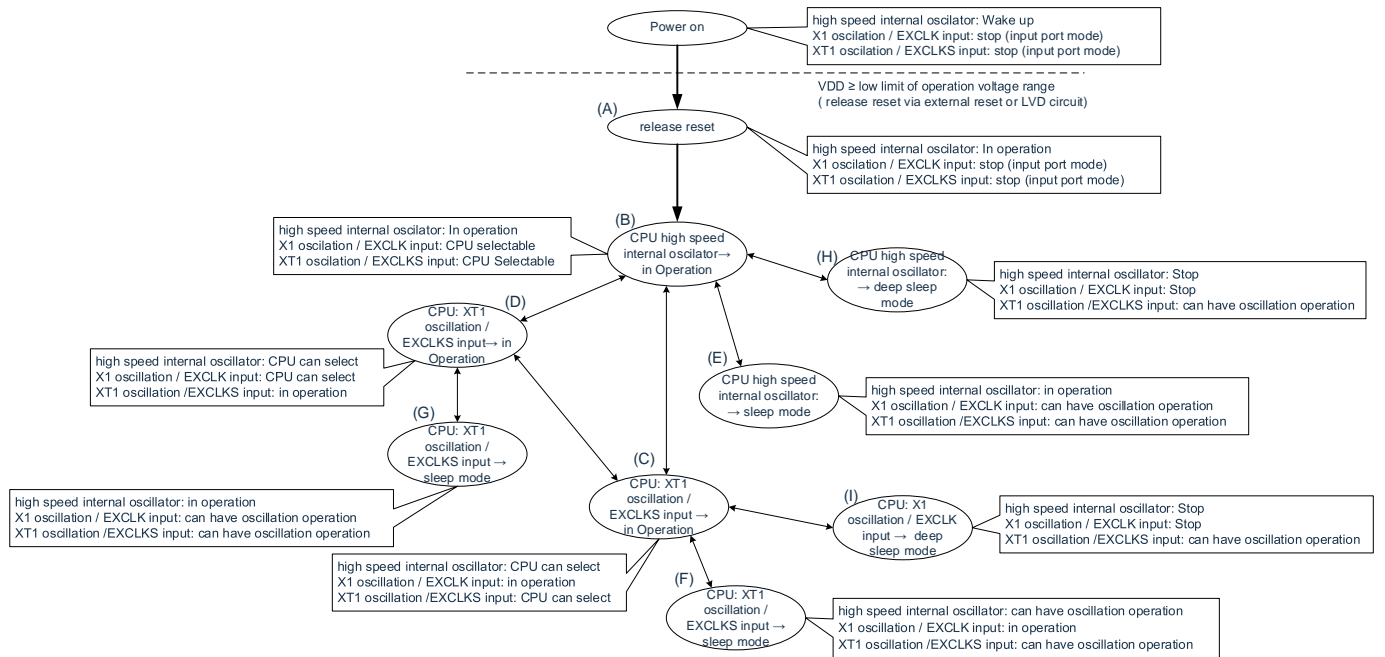 Power on
high speed internal oscilator: Wake up
X1 oscilation / EXCLK input: stop (input port mode)
XT1 oscilation / EXCLKS input: stop (input port mode)
VDD ≥ low limit of operation voltage range
( release reset via external reset or LVD circuit)
(A)
release reset
high speed internal oscilator: In operation
X1 oscilation / EXCLK input: stop (input port mode)
XT1 oscilation / EXCLKS input: stop (input port mode)
(B)
CPU high speed
internal oscilator→
in Operation
high speed internal oscilator: In operation
X1 oscilation / EXCLK input: CPU selectable
XT1 oscilation / EXCLKS input: CPU Selectable
(H)
CPU high speed
internal oscillator:
→ deep sleep
mode
high speed internal oscillator: Stop
X1 oscillation / EXCLK input: Stop
XT1 oscillation /EXCLKS input: can have oscillation operation
(D)
CPU: XT1
oscillation /
EXCLKS input→ in
Operation
high speed internal oscillator: CPU can select
X1 oscillation / EXCLK input: CPU can select
XT1 oscillation /EXCLKS input: in operation
(E)
CPU high speed
internal oscillator:
→ sleep mode
high speed internal oscillator: in operation
X1 oscillation / EXCLK input: can have oscillation operation
XT1 oscillation /EXCLKS input: can have oscillation operation
(G)
CPU: XT1
oscillation /
EXCLKS input →
sleep mode
high speed internal oscillator: in operation
X1 oscillation / EXCLK input: can have oscillation operation
XT1 oscillation /EXCLKS input: can have oscillation operation
(C)
CPU: XT1
oscillation /
EXCLKS input →
in Operation
high speed internal oscillator: CPU can select
X1 oscillation / EXCLK input: in operation
XT1 oscillation /EXCLKS input: CPU can select
(I)
CPU: X1
oscillation / EXCLK
input → deep
sleep mode
high speed internal oscillator: Stop
X1 oscillation / EXCLK input: Stop
XT1 oscillation /EXCLKS input: can have oscillation operation
(F)
CPU: XT1
oscillation /
EXCLKS input →
sleep mode
high speed internal oscillator: can have oscillation operation
X1 oscillation / EXCLK input: in operation
XT1 oscillation /EXCLKS input: can have oscillation operation